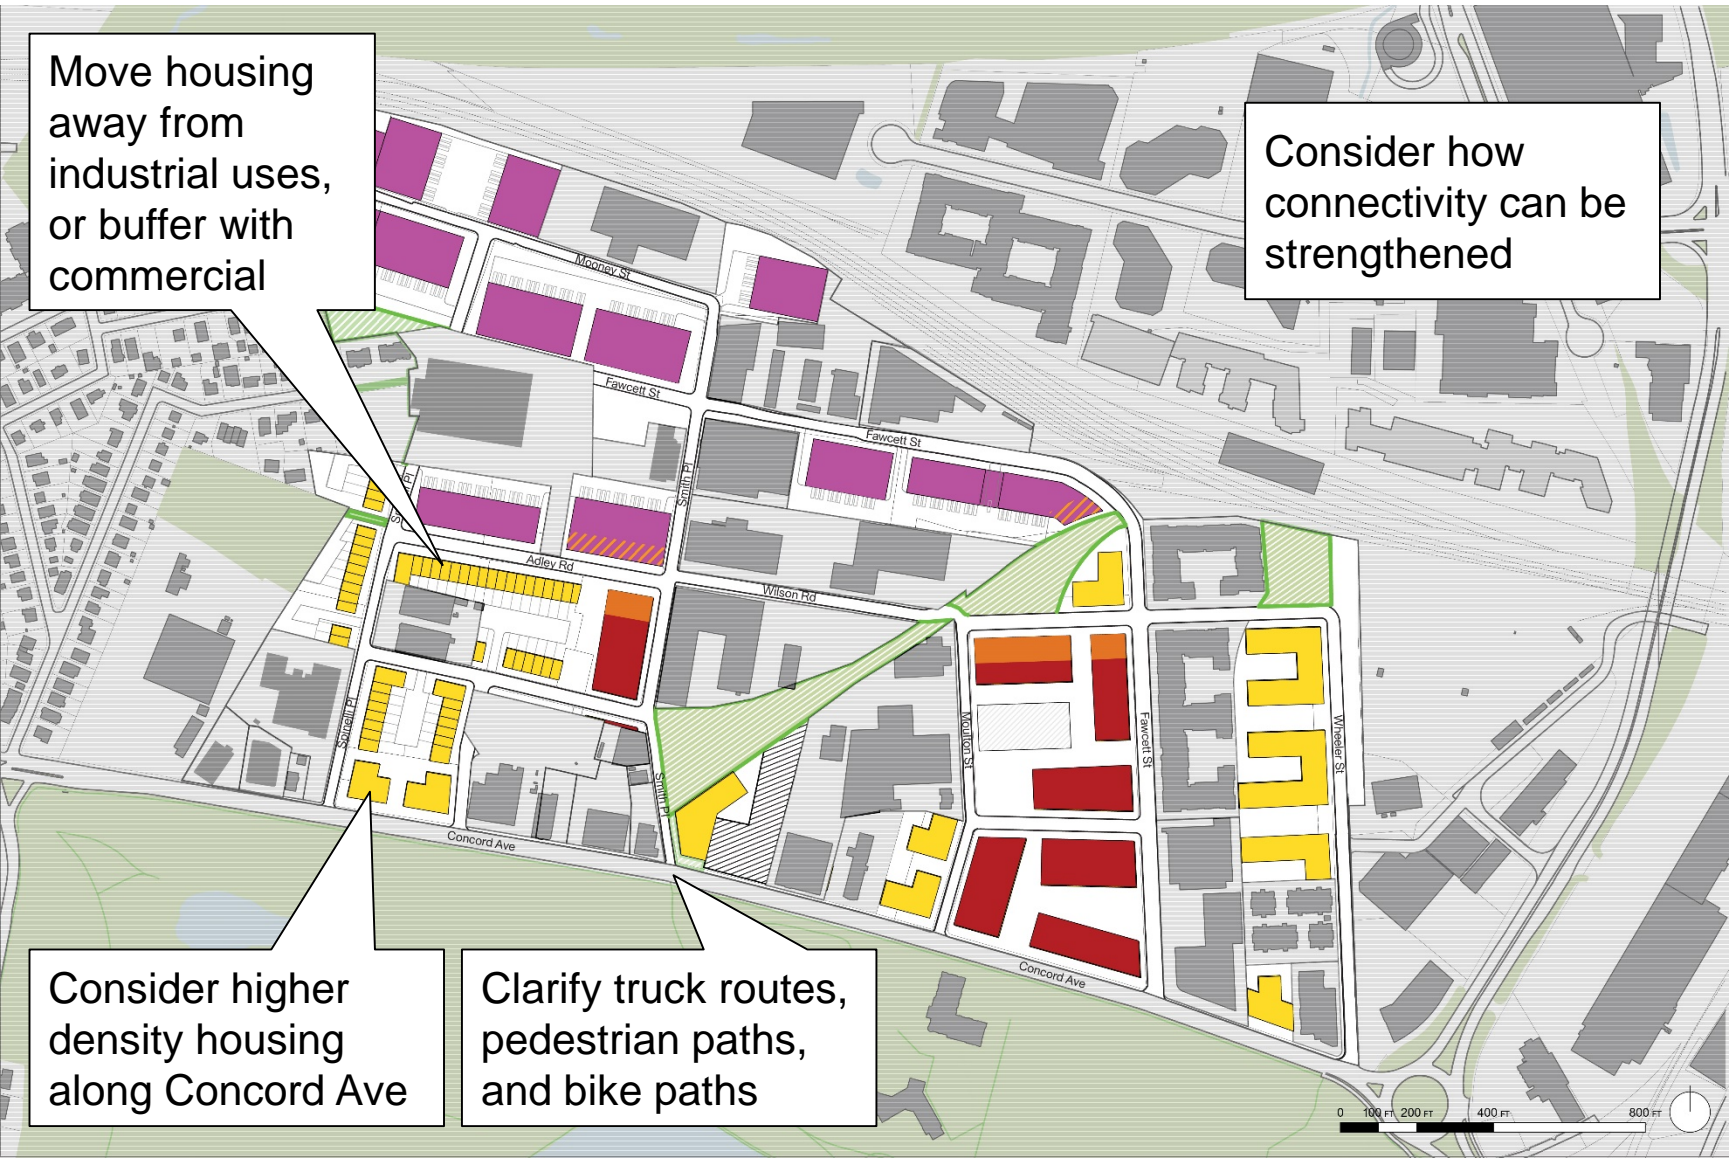 Move housing
away from
industrial uses,
or buffer with
commercial
Consider how
connectivity can be
strengthened
Mooney St
Fawcett St
Fawcett St
Smith Pl
Adley Rd
Wilson Rd
Spinelli Pl
Moulton St
Fawcett St
Wheeler St
Smith Pl
Concord Ave
Concord Ave
Consider higher
density housing
along Concord Ave
Clarify truck routes,
pedestrian paths,
and bike paths
0 100 FT 200 FT 400 FT 800 FT